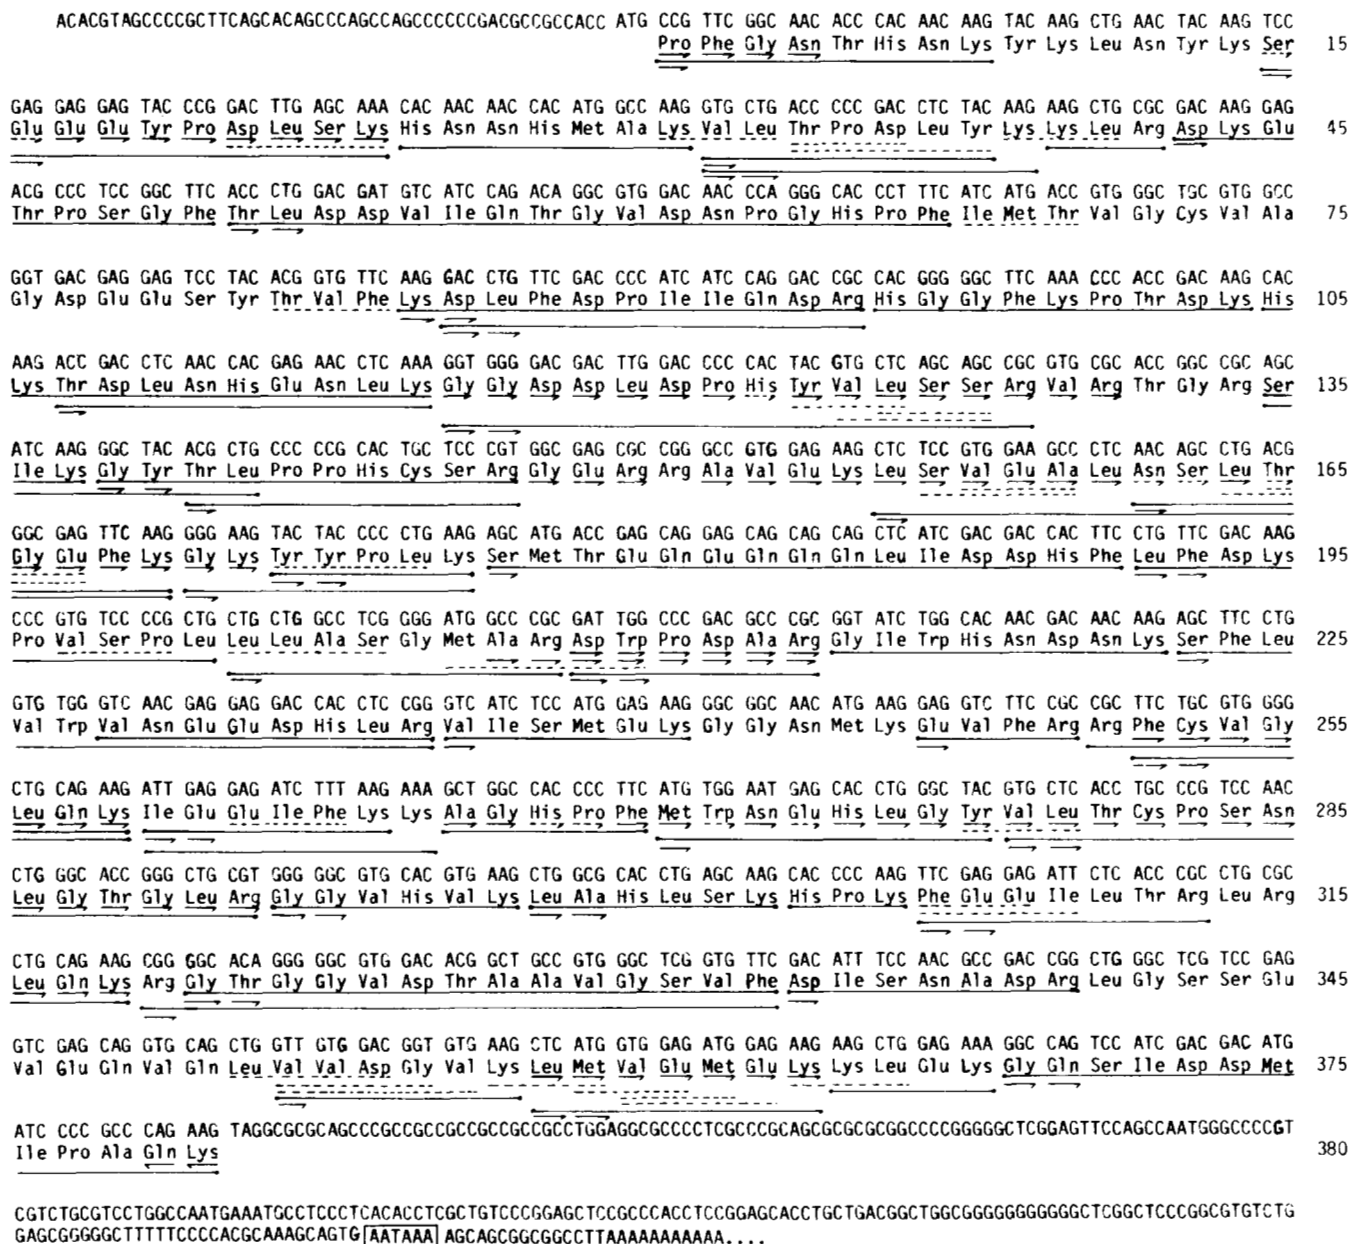 ACACGTAGCCCCGCTTCAGCACAGCCCAGCCAGCCCCCCGACGCCGCCACC ATG CCG TTC GGC AAC ACC CAC AAC AAG TAC AAG CTG AAC TAC AAG TCC
Pro Phe Gly Asn Thr His Asn Lys Tyr Lys Leu Asn Tyr Lys Ser 15
GAG GAG GAG TAC CCG GAC TTG AGC AAA CAC AAC AAC CAC ATG GCC AAG GTG CTG ACC CCC GAC CTC TAC AAG AAG CTGC GCG GAC AAG GAG
Glu Glu Glu Tyr Pro Asp Leu Ser Lys His Asn Asn His Met Ala Lys Val Leu Thr Pro Asp Leu Tyr Lys Lys Leu Arg Asp Lys Glu 45
ACG CCC TCC GGC TTC ACC CTG GAC GAT GTC ATC CAG ACA GGC GTG GAC AAC CCA GGG CAC CCT TTC ATC ATG ACC GTG GGC TGC GTG GCC
Thr Pro Ser Gly Phe Thr Leu Asp Asp Val Ile Gln Thr Gly Val Asp Asn Pro Gly His Pro Phe Ile Met Thr Val Gly Cys Val Ala 75
GGT GAC GAG GAG TCC TAC ACG GTG TTC AAG GAC CTG TTC GAC CCC ATC ATC CAG GAC CGC CAC GGG GGC TTC AAA CCC ACC GAC AAG CAC
Gly Asp Glu Glu Ser Tyr Thr Val Phe Lys Asp Leu Phe Asp Pro Ile Ile Gln Asp Arg His Gly Gly Phe Lys Pro Thr Asp Lys His 105
AAG ACC GAC CTC AAC CAC GAG AAC CTC AAA GGT GGG GAC GAC TTG GAC CCC CAC TAC GTG CTC AGC AGC CGC GTG CGC ACC GGC CGC AGC
Lys Thr Asp Leu Asn His Glu Asn Leu Lys Gly Gly Asp Asp Leu Asp Pro His Tyr Val Leu Ser Ser Arg Val Arg Thr Gly Arg Ser 135
ATC AAG GGC TAC ACG CTG CCC CCG CAC TGC TCC CGT GGC GAG CGC CGG GCC GTG GAG AAG CTC TCC GTG GAA GCC CTC AAC AGC CTG ACG
Ile Lys Gly Tyr Thr Leu Pro Pro His Cys Ser Arg Gly Glu Arg Arg Ala Val Glu Lys Leu Ser Val Glu Ala Leu Asn Ser Leu Thr 165
GGC GAG TTC AAG GGG AAG TAC TAC CCC CTG AAG AGC ATG ACC GAG CAG GAG CAG CAG CAG CTC ATC GAC GAC CAC TTC CTG TTC GAC AAG
Gly Glu Phe Lys Gly Lys Tyr Tyr Pro Leu Lys Ser Met Thr Glu Gln Glu Gln Gln Gln Leu Ile Asp Asp His Phe Leu Phe Asp Lys 195
CCC GTG TCC CCG CTG CTG CTG GCC TCG GGG ATG GCC CGC GAT TGG CCC GAC GCC CGC GGT ATC TGG CAC AAC GAC AAC AAG AGC TTC CTG
Pro Val Ser Pro Leu Leu Leu Ala Ser Gly Met Ala Arg Asp Trp Pro Asp Ala Arg Gly Ile Trp His Asn Asp Asn Lys Ser Phe Leu 225
GTG TGG GTC AAC GAG GAG GAC CAC CTC CGG GTC ATC TCC ATG GAG AAG GGC GGC AAC ATG AAG GAG GTC TTC CGC CGC TTC TGC GTG GGG
Val Trp Val Asn Glu Glu Asp His Leu Arg Val Ile Ser Met Glu Lys Gly Gly Asn Met Lys Glu Val Phe Arg Arg Phe Cys Val Gly 255
CTG CAG AAG ATT GAG GAG ATC TTT AAG AAA GCT GGC CAC CCC TTC ATG TGG AAT GAG CAC CTG GGC TAC GTG CTC ACC TGC CCG TCC AAC
Leu Gln Lys Ile Glu Glu Ile Phe Lys Lys Ala Gly His Pro Phe Met Trp Asn Glu His Leu Gly Tyr Val Leu Thr Cys Pro Ser Asn 285
CTG GGC ACC GGG CTG CGT GGG GGC GTG CAC GTG AAG CTG GCG CAC CTG AGC AAG CAC CCC AAG TTC GAG GAG ATT CTC ACC CGC CTG CGC
Leu Gly Thr Gly Leu Arg Gly Gly Val His Val Lys Leu Ala His Leu Ser Lys His Pro Lys Phe Glu Glu Ile Leu Thr Arg Leu Arg 315
CTG CAG AAG CGG GGC ACA GGG GGC GTG GAC ACG GCT GCC GTG GGC TCG GTG TTC GAC ATT TCC AAC GCC GAC CGG CTG GGC TCG TCC GAG
Leu Gln Lys Arg Gly Thr Gly Gly Val Asp Thr Ala Ala Val Gly Ser Val Phe Asp Ile Ser Asn Ala Asp Arg Leu Gly Ser Ser Glu 345
GTC GAG CAG GTG CAG CTG GTT GTG GAC GGT GTG AAG CTC ATG GTG GAG ATG GAG AAG AAG CTG GAG AAA GGC CAG TCC ATC GAC GAC ATG
Val Glu Gln Val Gln Leu Val Val Asp Gly Val Lys Leu Met Val Glu Met Glu Lys Lys Leu Glu Lys Gly Gln Ser Ile Asp Asp Met 375
ATC CCC GCC CAG AAG TAGGCGCGCAGCCCGCCGCCGCCGCCGCCTGGAGGCGCCCCTCGCCCGCAGCGCGCGCGGCCCCGGGGGCTCGGAGTTCCAGCCAATGGGCCCCGT
Ile Pro Ala Gln Lys 380
CGTCTGCGTCCTGGCCAATGAAATGCCTCCCTCACACCTCGCTGTCCCGGAGCTCCGCCCACCTCCGGAGCACCTGCTGACGGCTGGCGGGGGGGGGGGCTCGGCTCCCGGCGTGTCTG
GAGCGGGGGCTTTTTCCCCACGCAAAGCAGTG AATAAA AGCAGCGGCGGCCTTAAAAAAAAAAA....